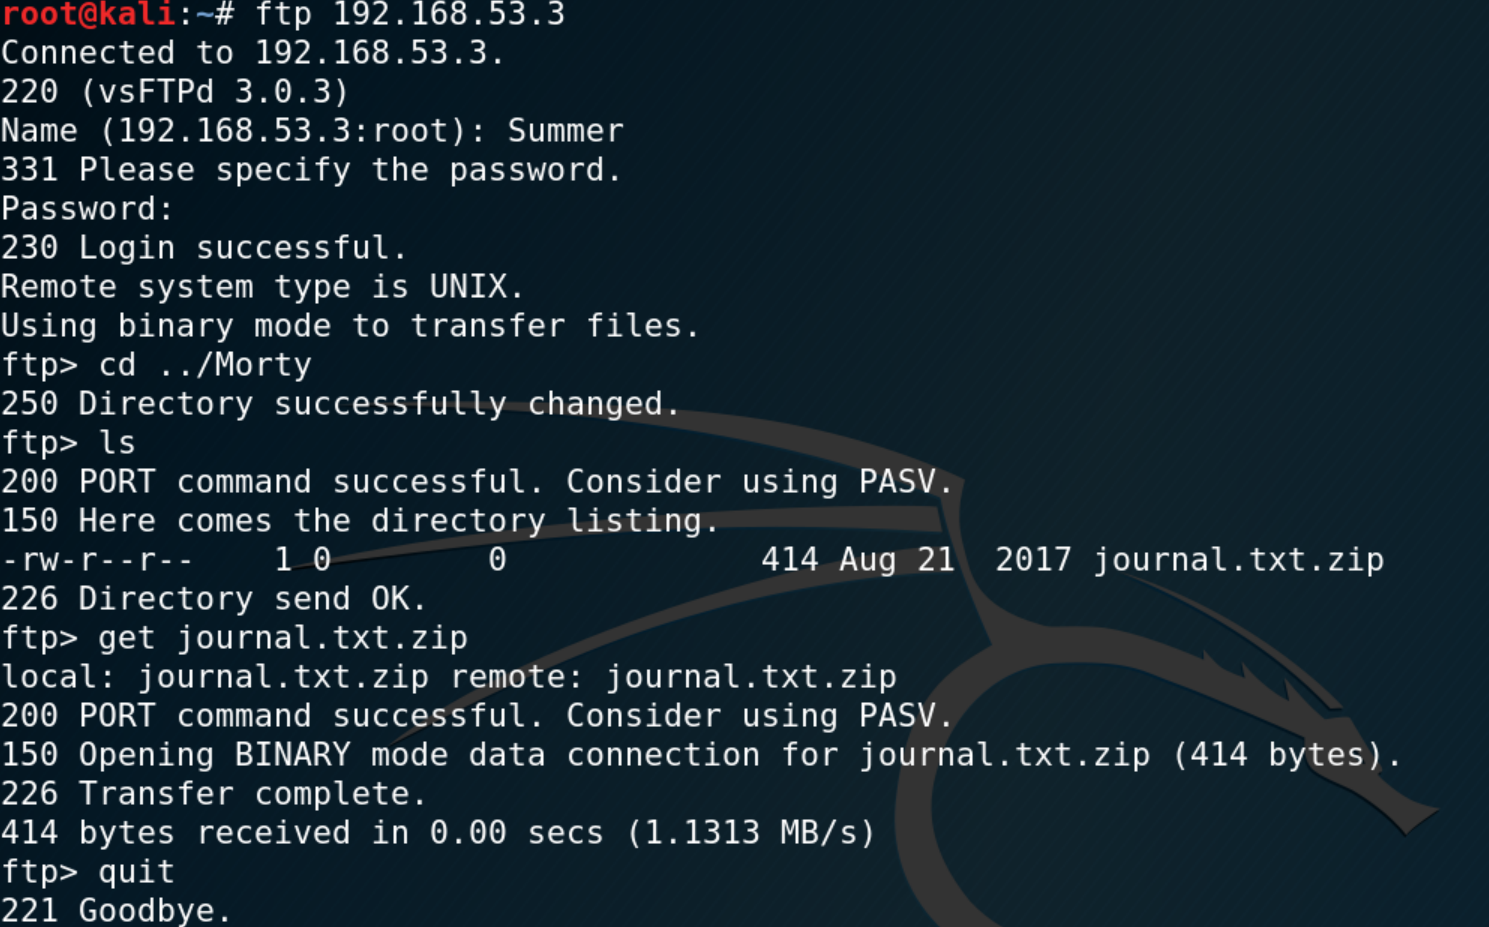 root@kali:~# ftp 192.168.53.3
Connected to 192.168.53.3.
220 (vsFTPd 3.0.3)
Name (192.168.53.3:root): Summer
331 Please specify the password.
Password:
230 Login successful.
Remote system type is UNIX.
Using binary mode to transfer files.
ftp> cd ../Morty
250 Directory successfully changed.
ftp> ls
200 PORT command successful. Consider using PASV.
150 Here comes the directory listing.
-rw-r--r--    1 0        0             414 Aug 21  2017 journal.txt.zip
226 Directory send OK.
ftp> get journal.txt.zip
local: journal.txt.zip remote: journal.txt.zip
200 PORT command successful. Consider using PASV.
150 Opening BINARY mode data connection for journal.txt.zip (414 bytes).
226 Transfer complete.
414 bytes received in 0.00 secs (1.1313 MB/s)
ftp> quit
221 Goodbye.